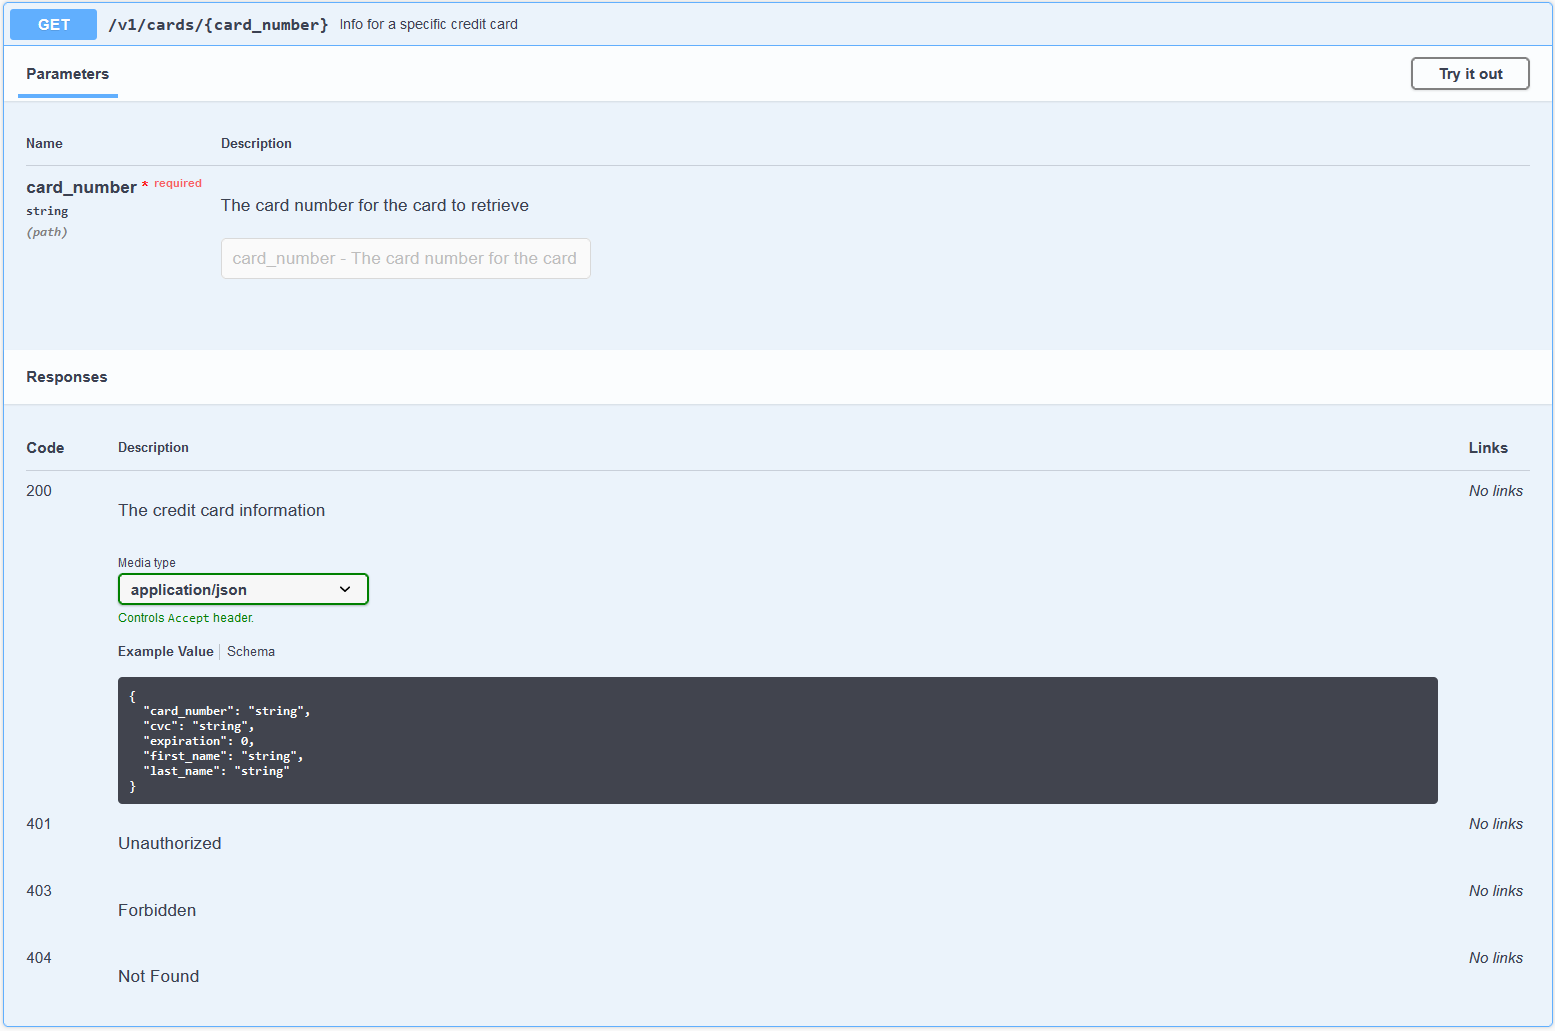 GET /v1/cards/{card_number} Info for a specific credit card
Parameters Try it out
Name Description
card_number * required
string
(path)
The card number for the card to retrieve
card_number - The card number for the card
Responses
Code Description Links
200 No links
The credit card information
Media type
application/json
Controls Accept header.
Example Value Schema
{
  "card_number": "string",
  "cvc": "string",
  "expiration": 0,
  "first_name": "string",
  "last_name": "string"
}
401 No links
Unauthorized
403 No links
Forbidden
404 No links
Not Found